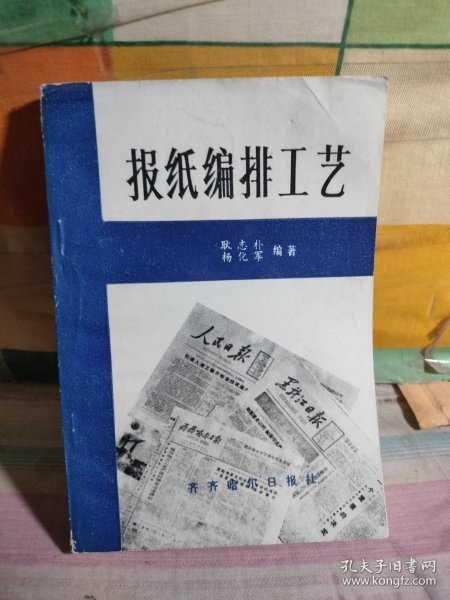 报纸编排工艺
耿志朴
杨化军
编著
人民日报
黑龙江日报
齐齐哈尔日报
齐齐哈尔日报社
孔夫子旧书网
www.kongfz.com